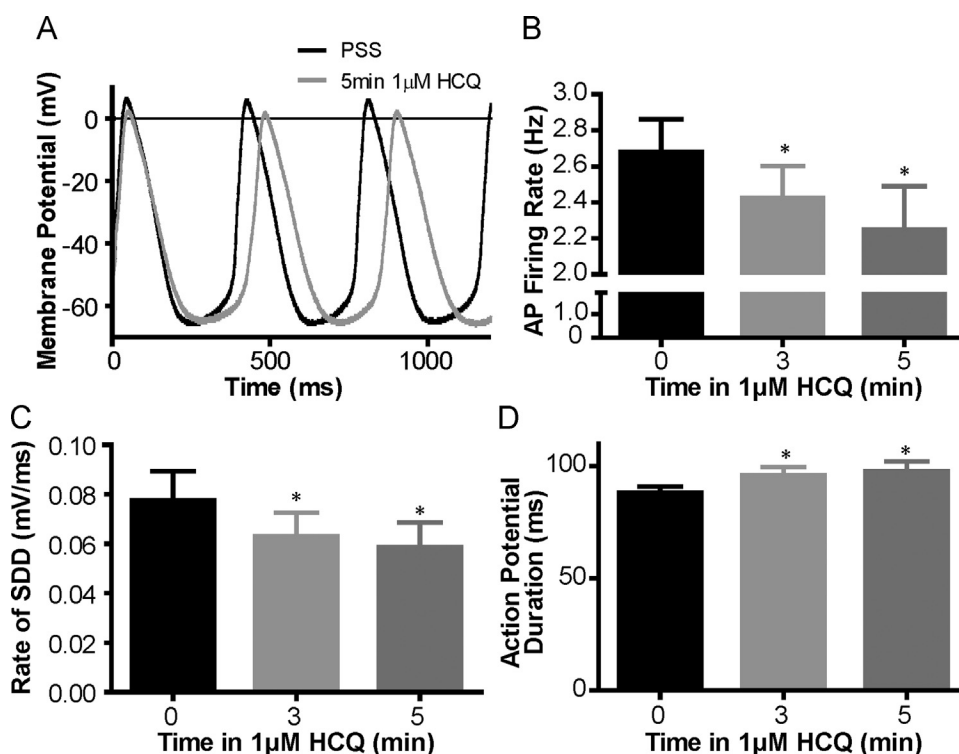 A
PSS
5min 1µM HCQ
Membrane Potential (mV)
0
-20
-40
-60
0
500
1000
Time (ms)
B
AP Firing Rate (Hz)
3.0
2.8
2.6
2.4
2.2
2.0
1.0
0
*
*
0
3
5
Time in 1µM HCQ (min)
C
Rate of SDD (mV/ms)
0.10
0.08
0.06
0.04
0.02
0.00
*
*
0
3
5
Time in 1µM HCQ (min)
D
Action Potential
Duration (ms)
100
50
0
*
*
0
3
5
Time in 1µM HCQ (min)